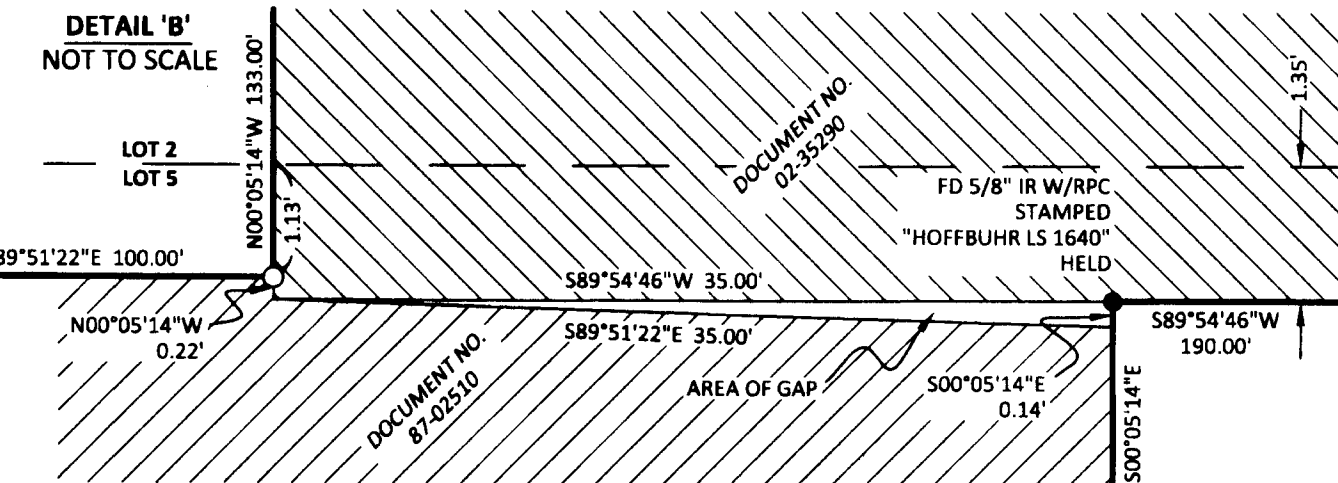 DETAIL 'B'
NOT TO SCALE
N00°05'14"W 133.00'
1.35'
LOT 2
LOT 5
DOCUMENT NO.
02-35290
FD 5/8" IR W/RPC
STAMPED
"HOFFBUHR LS 1640"
HELD
1.13'
89°51'22"E 100.00'
S89°54'46"W 35.00'
N00°05'14"W
0.22'
S89°51'22"E 35.00'
S89°54'46"W
190.00'
DOCUMENT NO.
87-02510
AREA OF GAP
S00°05'14"E
0.14'
S00°05'14"E